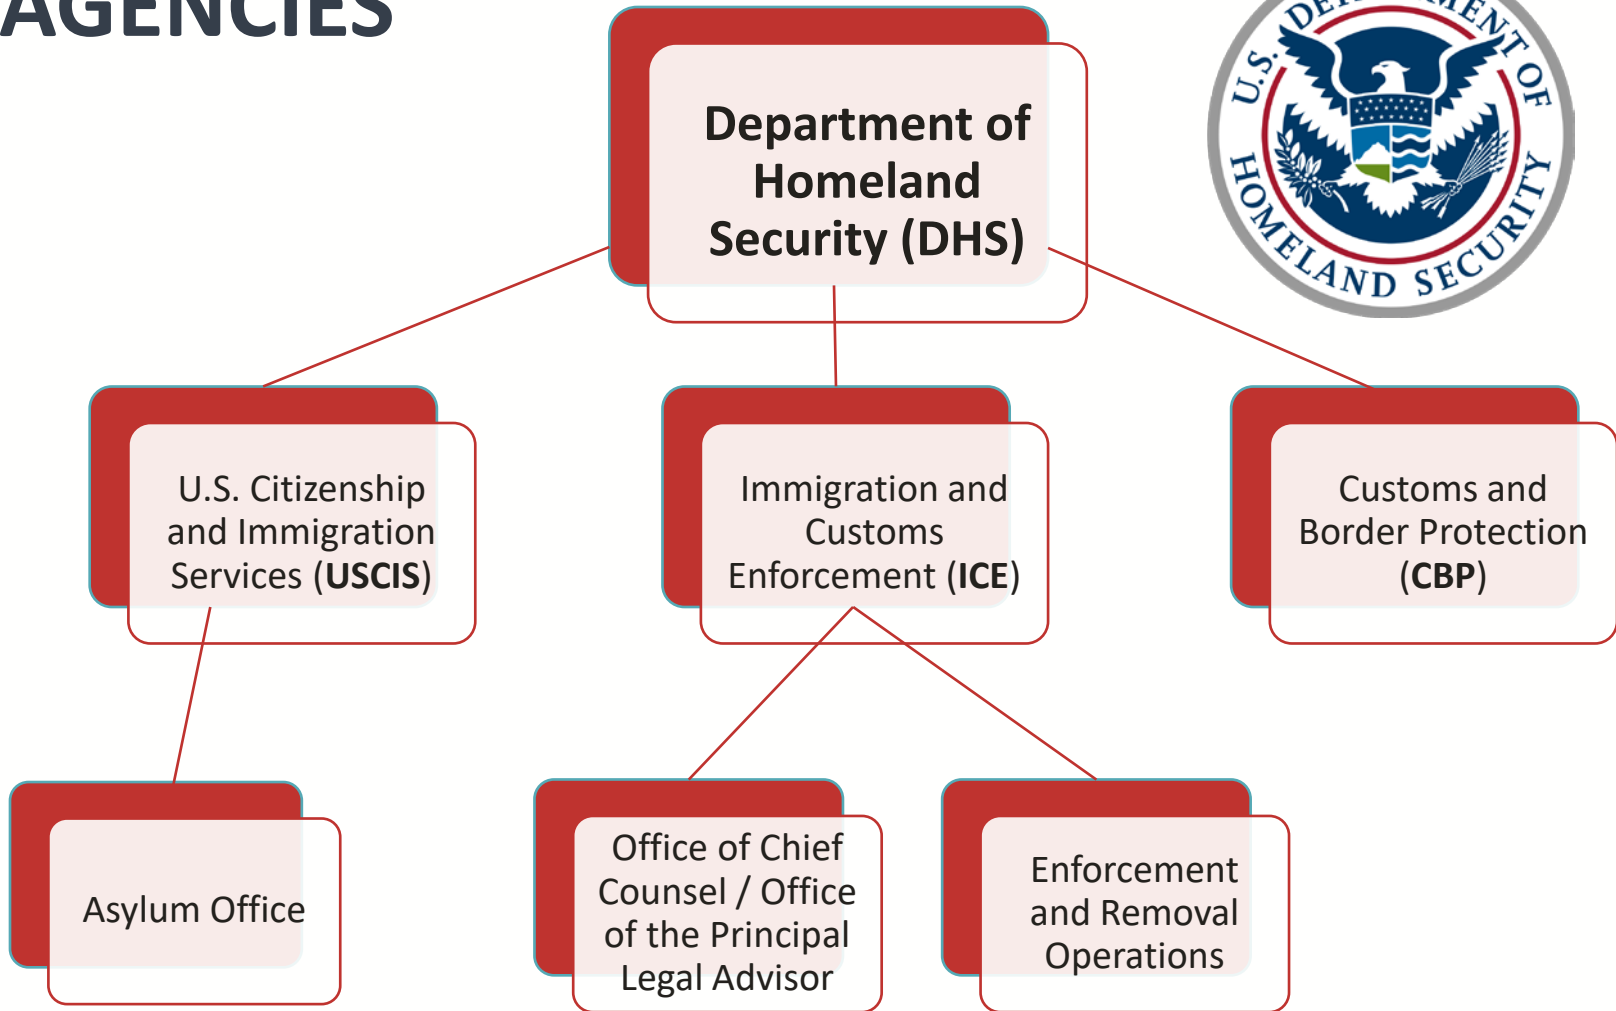 AGENCIES
U.S. DEPARTMENT OF
HOMELAND SECURITY
Department of
Homeland
Security (DHS)
U.S. Citizenship
and Immigration
Services (USCIS)
Immigration and
Customs
Enforcement (ICE)
Customs and
Border Protection
(CBP)
Asylum Office
Office of Chief
Counsel / Office
of the Principal
Legal Advisor
Enforcement
and Removal
Operations